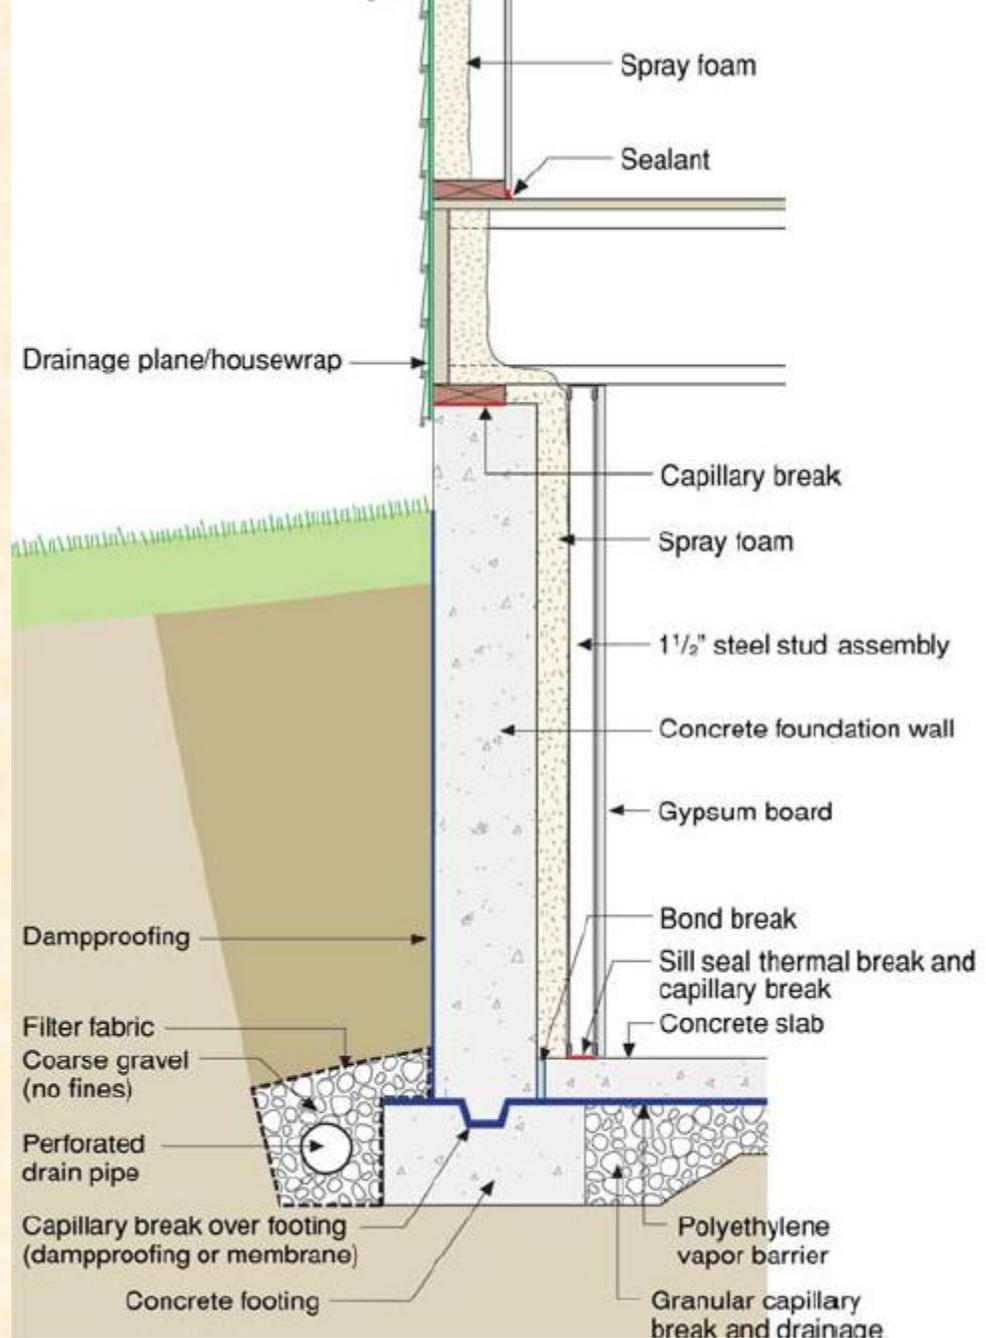 Spray foam
Sealant
Drainage plane/housewrap
Capillary break
Spray foam
1 1/2" steel stud assembly
Concrete foundation wall
Gypsum board
Bond break
Dampproofing
Sill seal thermal break and
capillary break
Concrete slab
Filter fabric
Coarse gravel
(no fines)
Perforated
drain pipe
Capillary break over footing
(dampproofing or membrane)
Polyethylene
vapor barrier
Concrete footing
Granular capillary
break and drainage